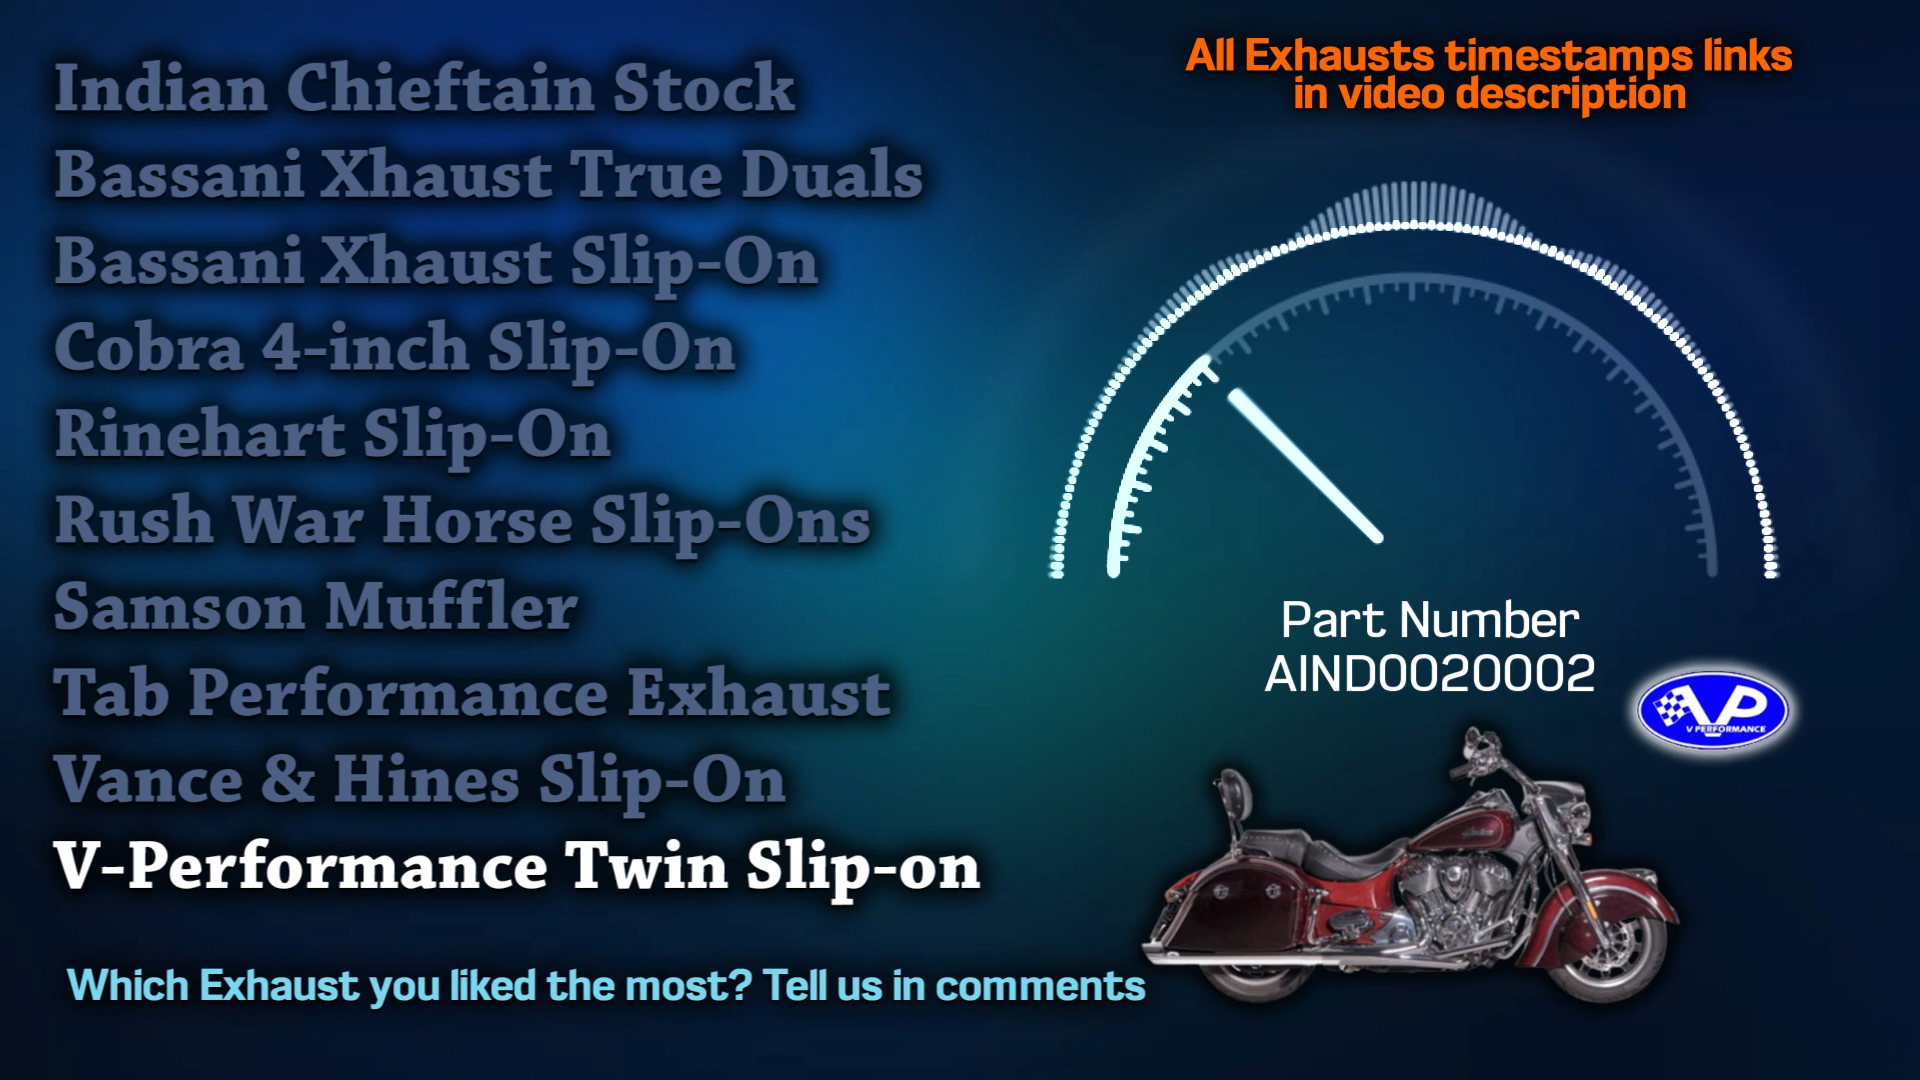 Indian Chieftain Stock
Bassani Xhaust True Duals
Bassani Xhaust Slip-On
Cobra 4-inch Slip-On
Rinehart Slip-On
Rush War Horse Slip-Ons
Samson Muffler
Tab Performance Exhaust
Vance & Hines Slip-On
V-Performance Twin Slip-on
Which Exhaust you liked the most? Tell us in comments
All Exhausts timestamps links
in video description
Part Number
AIND0020002
VP
V PERFORMANCE